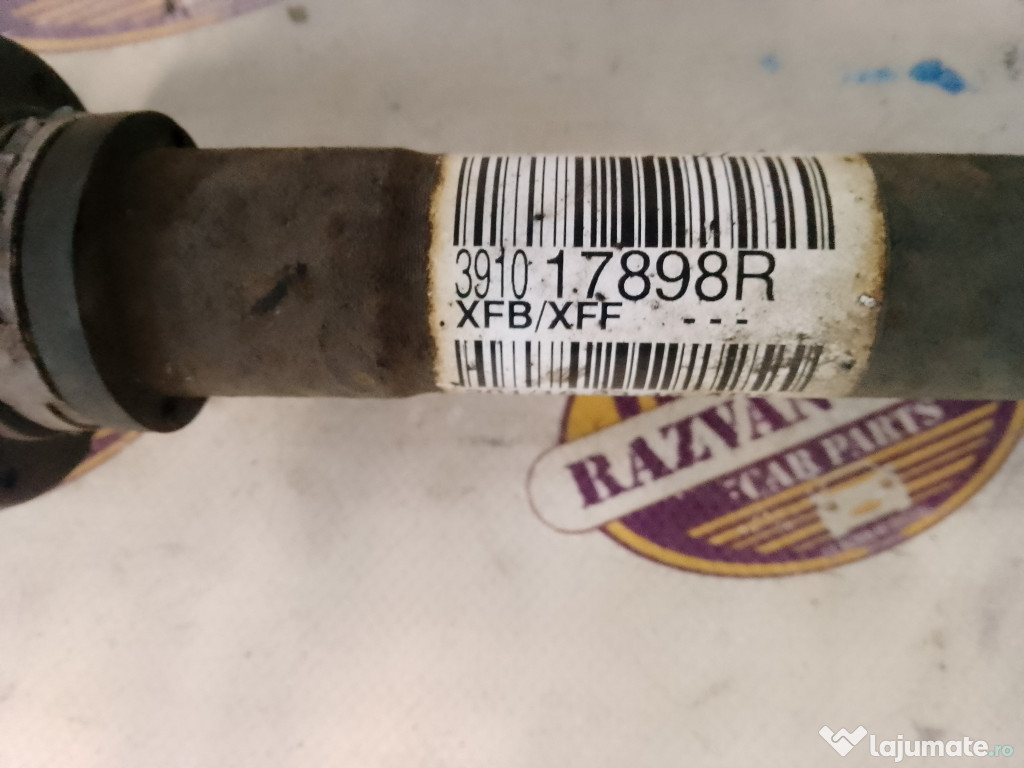 3910 17898R
XFB/XFF ---
RAZVAN
CAR PARTS
lajumate.ro